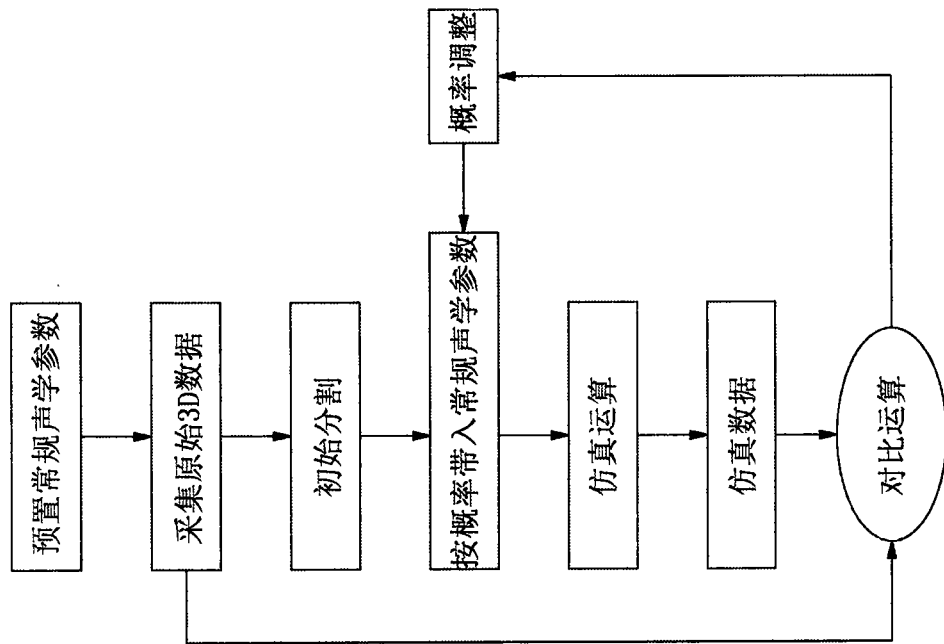 预置常规声学参数
采集原始3D数据
初始分割
按概率带入常规声学参数
概率调整
仿真运算
仿真数据
对比运算